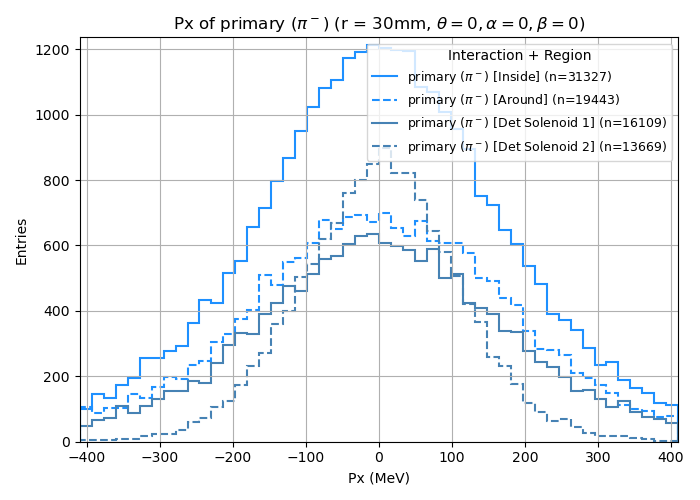 Px of primary (π⁻) (r = 30mm, θ = 0, α = 0, β = 0)
Interaction + Region
primary (π⁻) [Inside] (n=31327)
primary (π⁻) [Around] (n=19443)
primary (π⁻) [Det Solenoid 1] (n=16109)
primary (π⁻) [Det Solenoid 2] (n=13669)
Entries
1200
1000
800
600
400
200
0
−400 −300 −200 −100 0 100 200 300 400
Px (MeV)